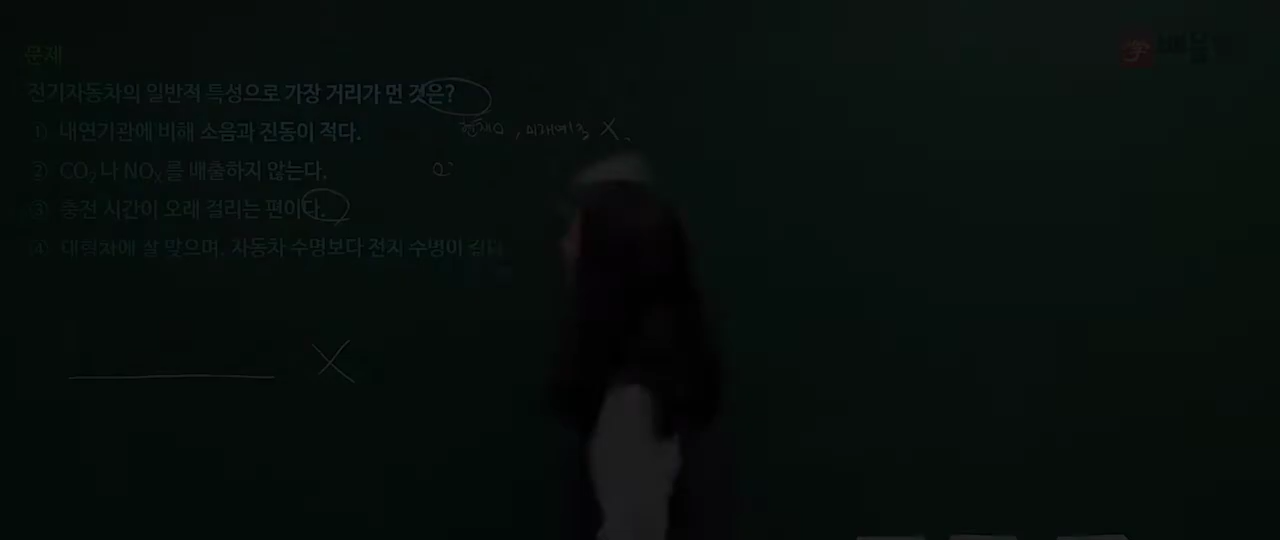 문제
전기자동차의 일반적 특성으로 가장 거리가 먼 것은?
① 내연기관에 비해 소음과 진동이 적다.
② CO₂나 NOₓ를 배출하지 않는다.
③ 충전 시간이 오래 걸리는 편이다.
④ 대형차에 잘 맞으며, 자동차 수명보다 전지 수명이 길다